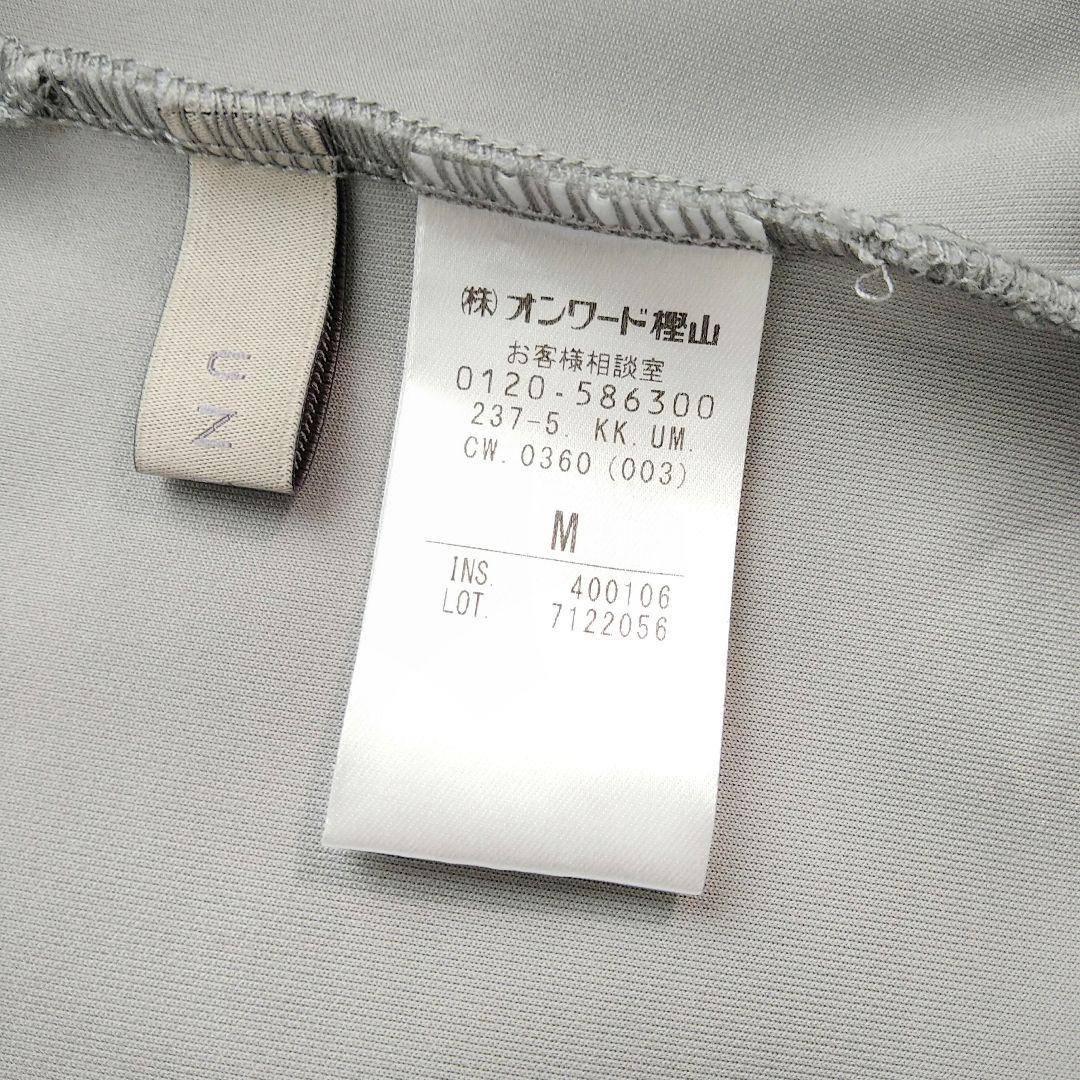 ㈱オンワード樫山
お客様相談室
0120-586300
237-5. KK. UM.
CW. 0360 (003)
M
INS. 400106
LOT. 7122056
UN